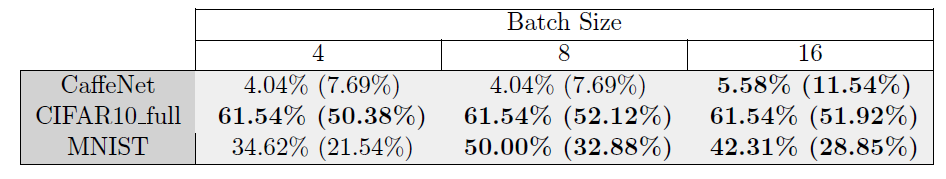 Batch Size
4 8 16
CaffeNet 4.04% (7.69%) 4.04% (7.69%) 5.58% (11.54%)
CIFAR10_full 61.54% (50.38%) 61.54% (52.12%) 61.54% (51.92%)
MNIST 34.62% (21.54%) 50.00% (32.88%) 42.31% (28.85%)